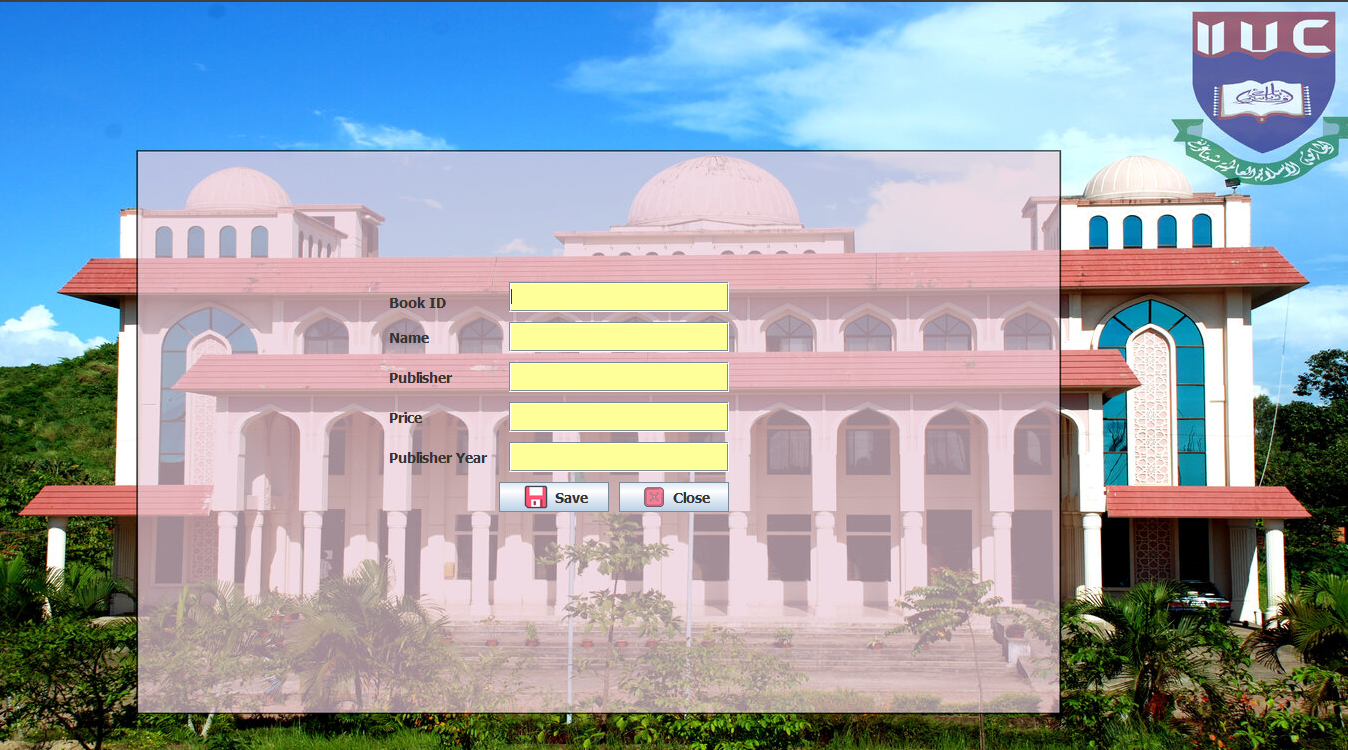 IIUC
Book ID
Name
Publisher
Price
Publisher Year
Save
Close